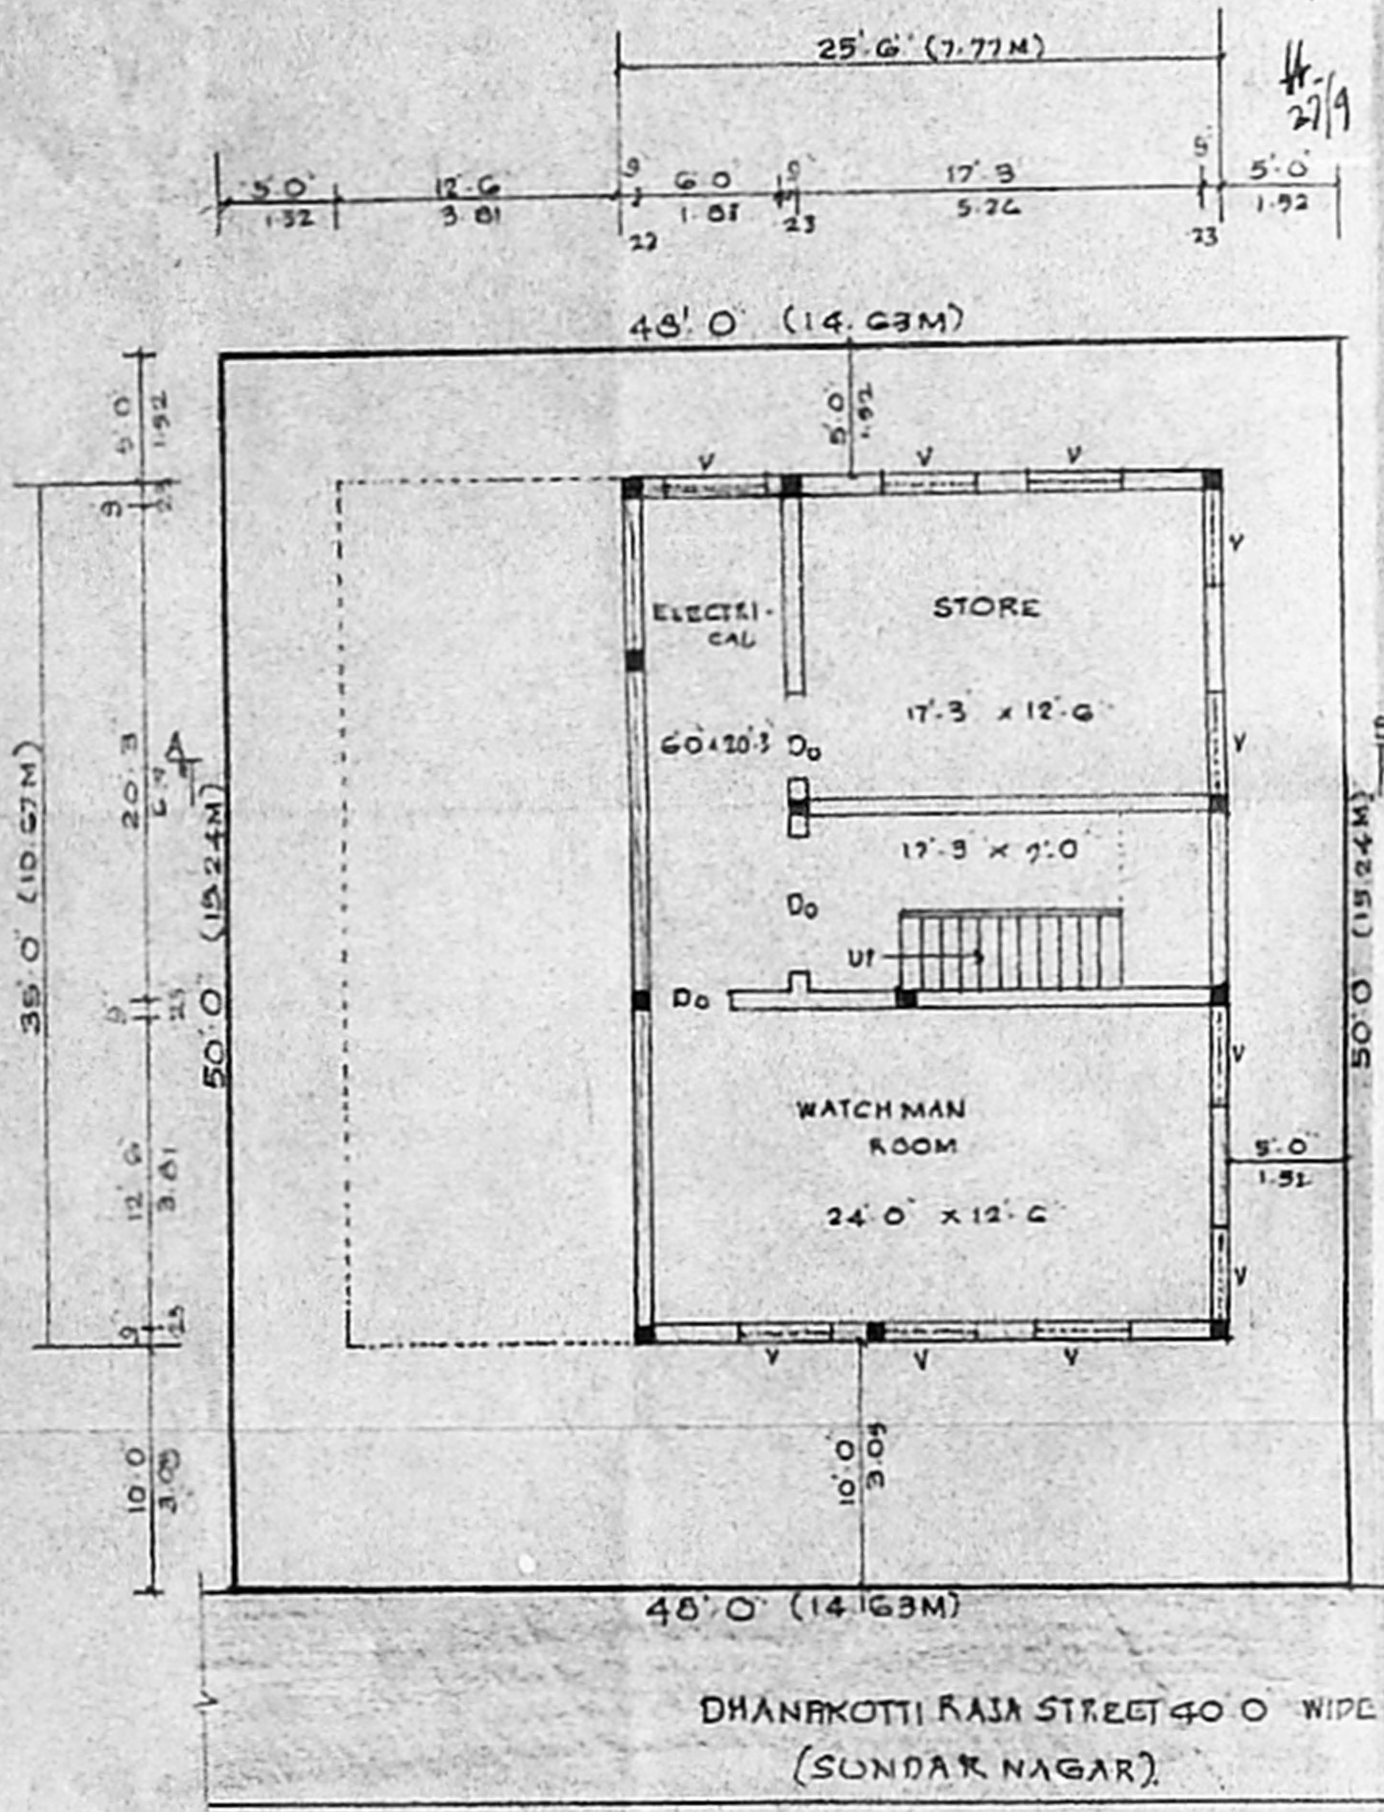 25'.6" (7.77M)
27/9
5'.0" 12'.6 9" 6'.0" 9" 17'.3" 9" 5'.0"
1.52 3.81 23 1.83 23 5.26 23 1.52
48'.0" (14.63M)
5'.0"
1.52
5'.0"
1.52
9"
23
V V V
V
ELECTRI-
CAL
STORE
17'.3" x 12'.6"
6'0x20'.3" Do
V
20'.3
35'.0" (10.67M)
50'.0" (15.24M)
50'.0" (15.24M)
17'.3" x 7'.0"
Do
UP
Do
9"
23
V
WATCHMAN
ROOM
24'.0" x 12'.6"
12'.6"
3.81
5'.0"
1.52
V
9"
23
V V V
10'.0"
3.05
10'.0"
3.05
48'.0" (14.63M)
DHANAKOTTI RAJA STREET 40'0" WIDE
(SUNDAR NAGAR).